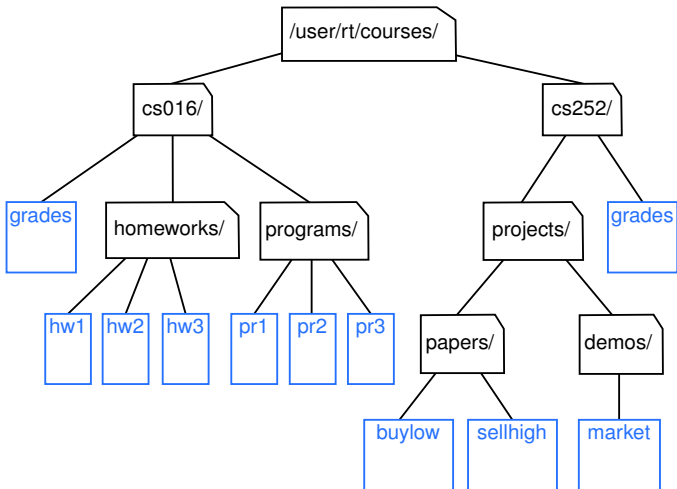 /user/rt/courses/
cs016/
cs252/
grades
homeworks/
programs/
projects/
grades
hw1
hw2
hw3
pr1
pr2
pr3
papers/
demos/
buylow
sellhigh
market